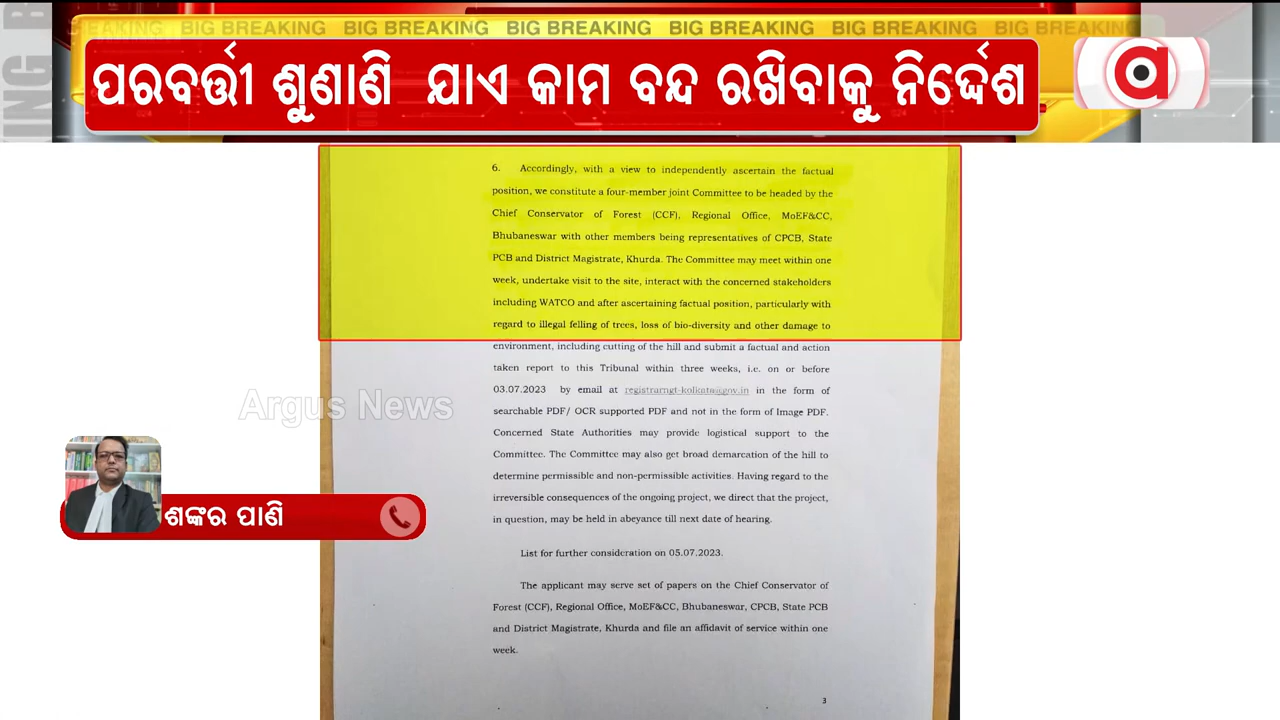 BIG BREAKING BIG BREAKING BIG BREAKING BIG BREAKING BIG BREAKING
ପରବର୍ତ୍ତୀ ଶୁଣାଣି ଯାଏ କାମ ବନ୍ଦ ରଖିବାକୁ ନିର୍ଦ୍ଦେଶ
a
6. Accordingly, with a view to independently ascertain the factual
position, we constitute a four-member joint Committee to be headed by the
Chief Conservator of Forest (CCF), Regional Office, MoEF&CC,
Bhubaneswar with other members being representatives of CPCB, State
PCB and District Magistrate, Khurda. The Committee may meet within one
week, undertake visit to the site, interact with the concerned stakeholders
including WATCO and after ascertaining factual position, particularly with
regard to illegal felling of trees, loss of bio-diversity and other damage to
environment, including cutting of the hill and submit a factual and action
taken report to this Tribunal within three weeks, i.e. on or before
03.07.2023 by email at registrarngt-kolkata@gov.in in the form of
searchable PDF/ OCR supported PDF and not in the form of Image PDF.
Concerned State Authorities may provide logistical support to the
Committee. The Committee may also get broad demarcation of the hill to
determine permissible and non-permissible activities. Having regard to the
irreversible consequences of the ongoing project, we direct that the project,
in question, may be held in abeyance till next date of hearing.
List for further consideration on 05.07.2023.
The applicant may serve set of papers on the Chief Conservator of
Forest (CCF), Regional Office, MoEF&CC, Bhubaneswar, CPCB, State PCB
and District Magistrate, Khurda and file an affidavit of service within one
week.
3
Argus News
ଶଙ୍କର ପାଣି